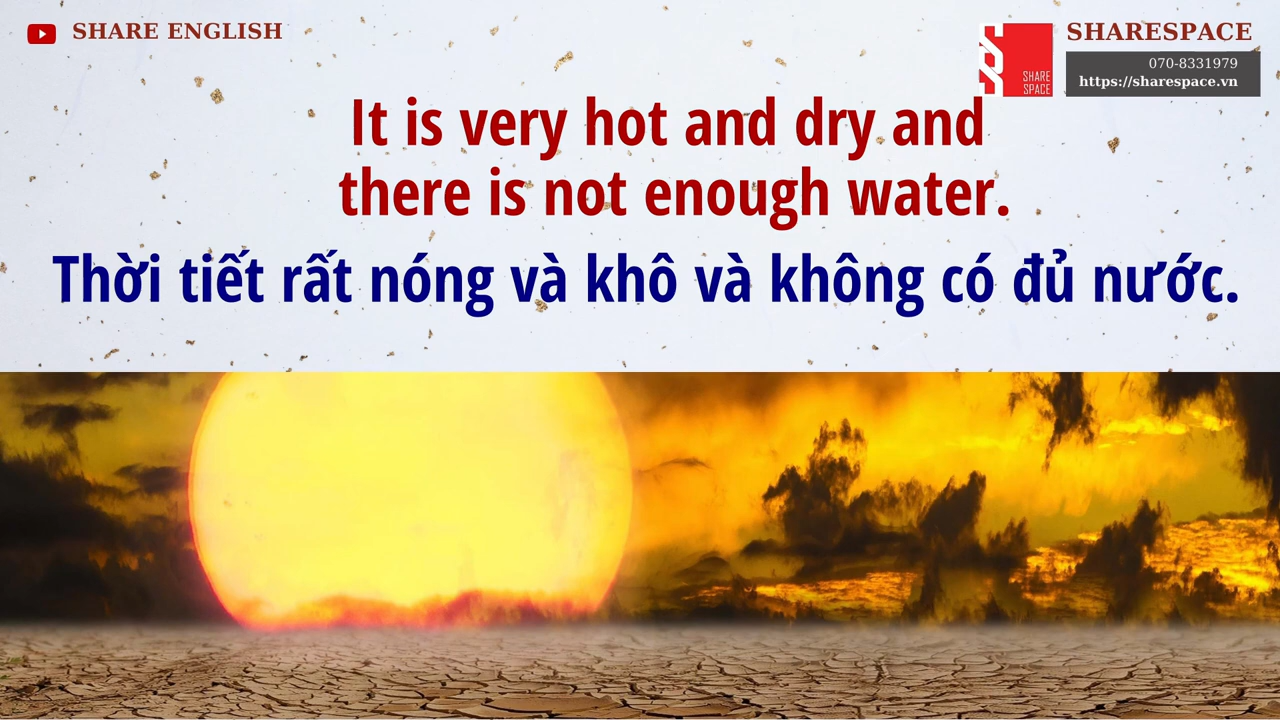 SHARE ENGLISH
SHARESPACE
070-8331979
https://sharespace.vn
SHARE
SPACE
It is very hot and dry and
there is not enough water.
Thời tiết rất nóng và khô và không có đủ nước.